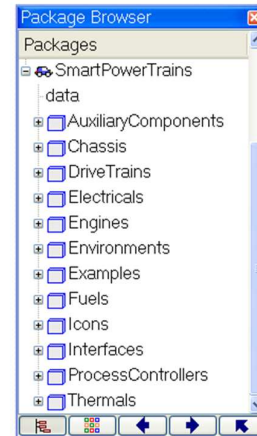 Package Browser
Packages
SmartPowerTrains
data
AuxiliaryComponents
Chassis
DriveTrains
Electricals
Engines
Environments
Examples
Fuels
Icons
Interfaces
ProcessControllers
Thermals